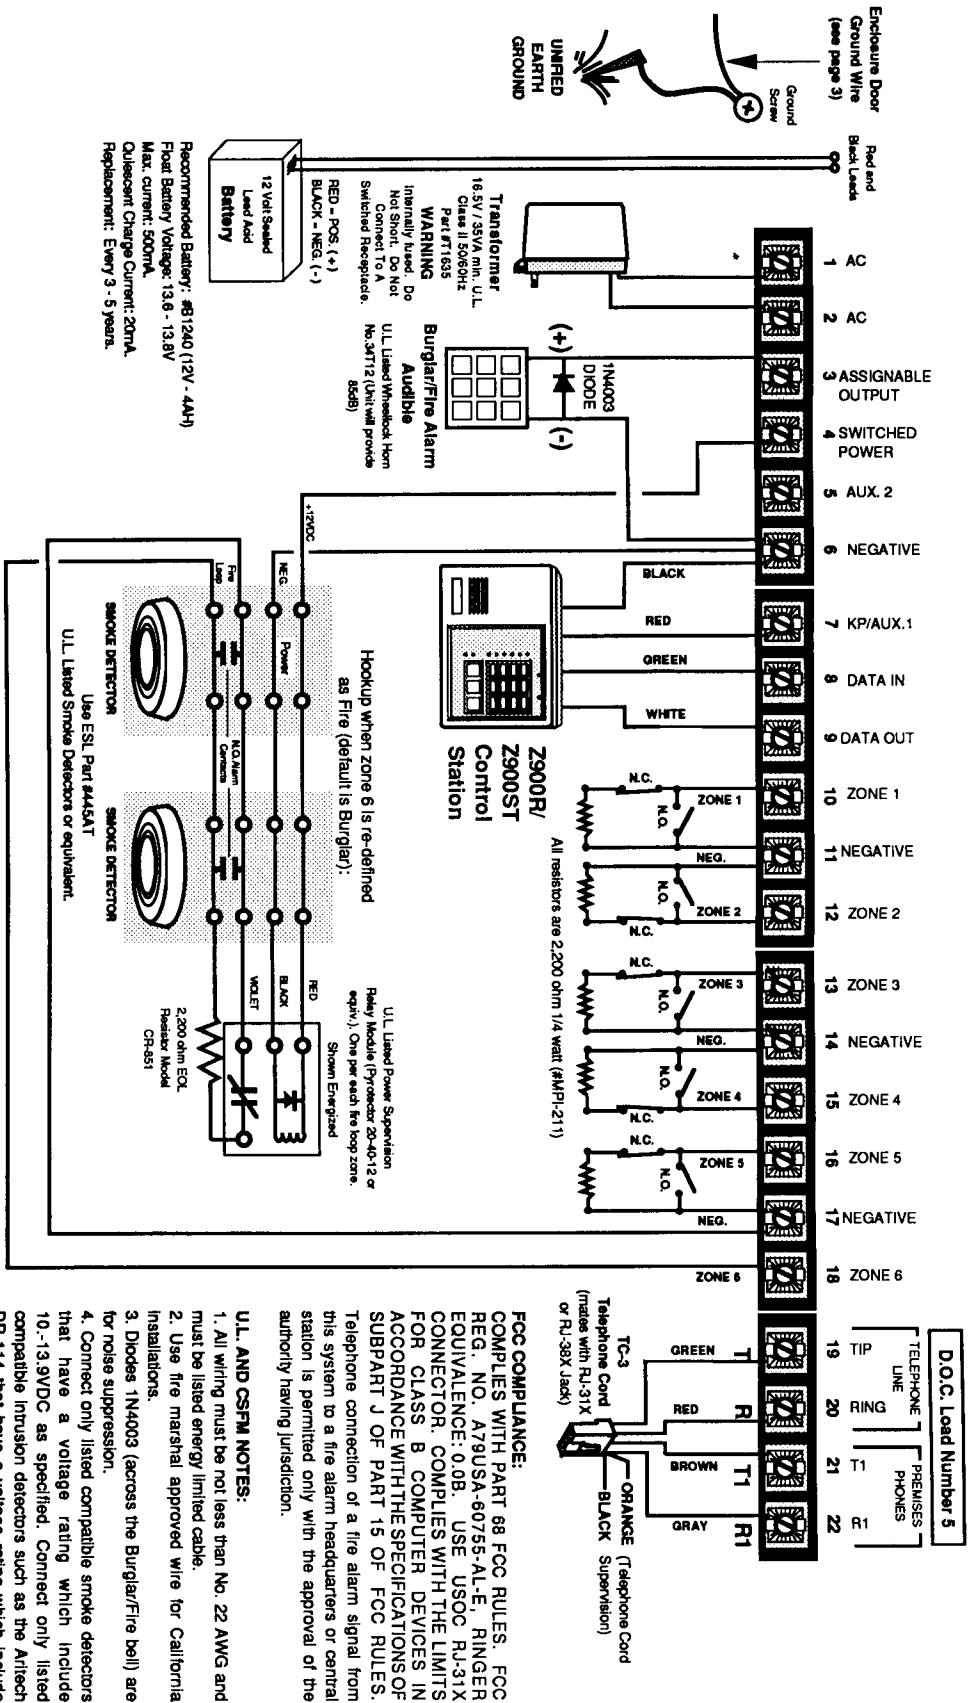 Enclosure Door
Ground Wire
(see page 3)
Ground
Screw
UNIFIED
EARTH
GROUND
Red and
Black Leads
12 Volt Sealed
Lead Acid
Battery
RED = POS. (+)
BLACK = NEG. (-)
Recommended Battery: #B1240 (12V - 4AH)
Float Battery Voltage: 13.6 - 13.8V
Max. current: 500mA.
Quiescent Charge Current: 20mA.
Replacement: Every 3 - 5 years.
Transformer
16.5V / 35VA min. U.L.
Class II 50/60Hz
Part #T1635
WARNING
Internally fused. Do
Not Short. Do Not
Connect To A
Switched Receptacle.
1N4003
DIODE
(+)
(-)
Burglar/Fire Alarm
Audible
U.L. Listed Wheellock Horn
No.34T12 (Unit will provide
85dB)
1 AC
2 AC
3 ASSIGNABLE
OUTPUT
4 SWITCHED
POWER
5 AUX. 2
6 NEGATIVE
7 KP/AUX.1
8 DATA IN
9 DATA OUT
10 ZONE 1
11 NEGATIVE
12 ZONE 2
13 ZONE 3
14 NEGATIVE
15 ZONE 4
16 ZONE 5
17 NEGATIVE
18 ZONE 6
19 TIP
20 RING
21 T1
22 R1
TELEPHONE
LINE
PREMISES
PHONES
D.O.C. Load Number 5
BLACK
RED
GREEN
WHITE
Z900R/
Z900ST
Control
Station
All resistors are 2,200 ohm 1/4 watt (#MPI-211)
N.C.
ZONE 1
N.O.
NEG.
N.O.
ZONE 2
N.C.
N.C.
ZONE 3
N.O.
NEG.
N.O.
ZONE 4
N.C.
N.C.
ZONE 5
N.O.
NEG.
ZONE 6
+12VDC
NEG.
Fire
Loop
Power
N.O. Alarm
Contacts
SMOKE DETECTOR
SMOKE DETECTOR
Hookup when zone 6 is re-defined
as Fire (default is Burglar):
Use ESL Part #445AT
U.L. Listed Smoke Detectors or equivalent.
RED
BLACK
VIOLET
U.L. Listed Power Supervision
Relay Module (Pyrotector 20-40-12 or
equiv.). One per each fire loop zone.
Shown Energized
2,200 ohm EOL
Resistor Model
CR-851
GREEN
RED
BROWN
GRAY
T
R
T1
R1
TC-3
Telephone Cord
(mates with RJ-31X
or RJ-38X Jack)
ORANGE (Telephone Cord
BLACK Supervision)
FCC COMPLIANCE:
COMPLIES WITH PART 68 FCC RULES. FCC
REG. NO. A79USA-60755-AL-E, RINGER
EQUIVALENCE: 0.0B. USE USOC RJ-31X
CONNECTOR. COMPLIES WITH THE LIMITS
FOR CLASS B COMPUTER DEVICES IN
ACCORDANCE WITH THE SPECIFICATIONS OF
SUBPART J OF PART 15 OF FCC RULES.
Telephone connection of a fire alarm signal from
this system to a fire alarm headquarters or central
station is permitted only with the approval of the
authority having jurisdiction.
U.L. AND CSFM NOTES:
1. All wiring must be not less than No. 22 AWG and
must be listed energy limited cable.
2. Use fire marshal approved wire for California
installations.
3. Diodes 1N4003 (across the Burglar/Fire bell) are
for noise suppression.
4. Connect only listed compatible smoke detectors
that have a voltage rating which include
10.-13.9VDC as specified. Connect only listed
compatible intrusion detectors such as the Aritech
that have a voltage rating which include